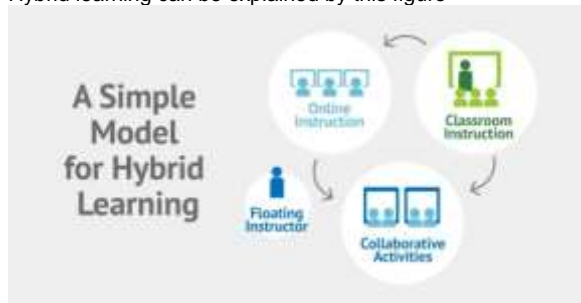 Hybrid learning can be explained by this figure
A Simple
Model
for Hybrid
Learning
Online
Instruction
Classroom
Instruction
Floating
Instructor
Collaborative
Activities